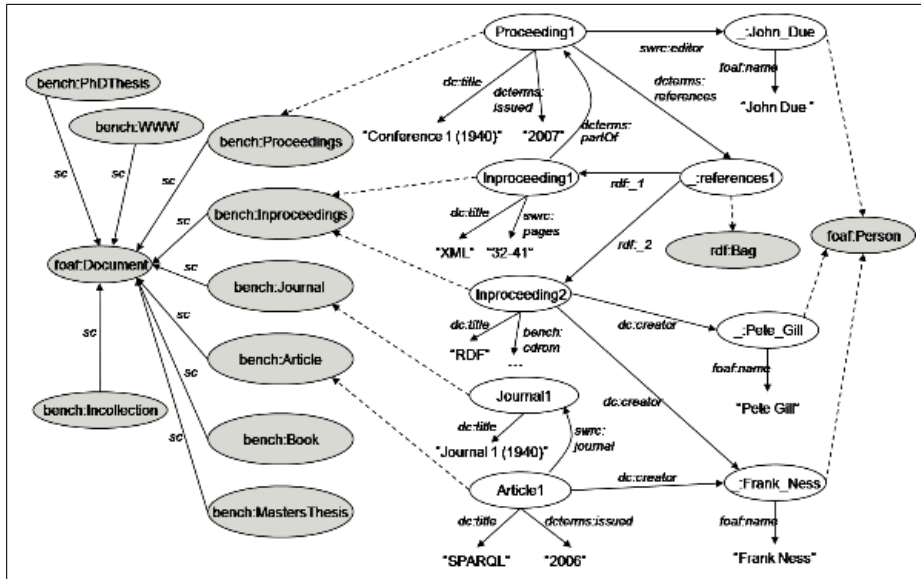 Proceeding1
_:John_Due
swrc:editor
foaf:name
"John Due "
dc:title
dcterms:
issued
dcterms:
references
"Conference 1 (1940)"
"2007"
dcterms:
partOf
bench:PhDThesis
bench:WWW
bench:Proceedings
sc
sc
sc
Inproceeding1
rdf:_1
_:references1
dc:title
swrc:
pages
"XML"
"32-41"
rdf:_2
rdf:Bag
foaf:Person
bench:Inproceedings
sc
foaf:Document
sc
bench:Journal
Inproceeding2
dc:title
bench:
cdrom
"RDF"
....
dc:creator
_:Pete_Gill
foaf:name
"Pete Gill"
sc
bench:Article
sc
sc
bench:Incollection
sc
bench:Book
sc
bench:MastersThesis
Journal1
dc:title
"Journal 1 (1940)"
swrc:
journal
dc:creator
Article1
dc:creator
_:Frank_Ness
dc:title
dcterms:issued
foaf:name
"SPARQL"
"2006"
"Frank Ness"